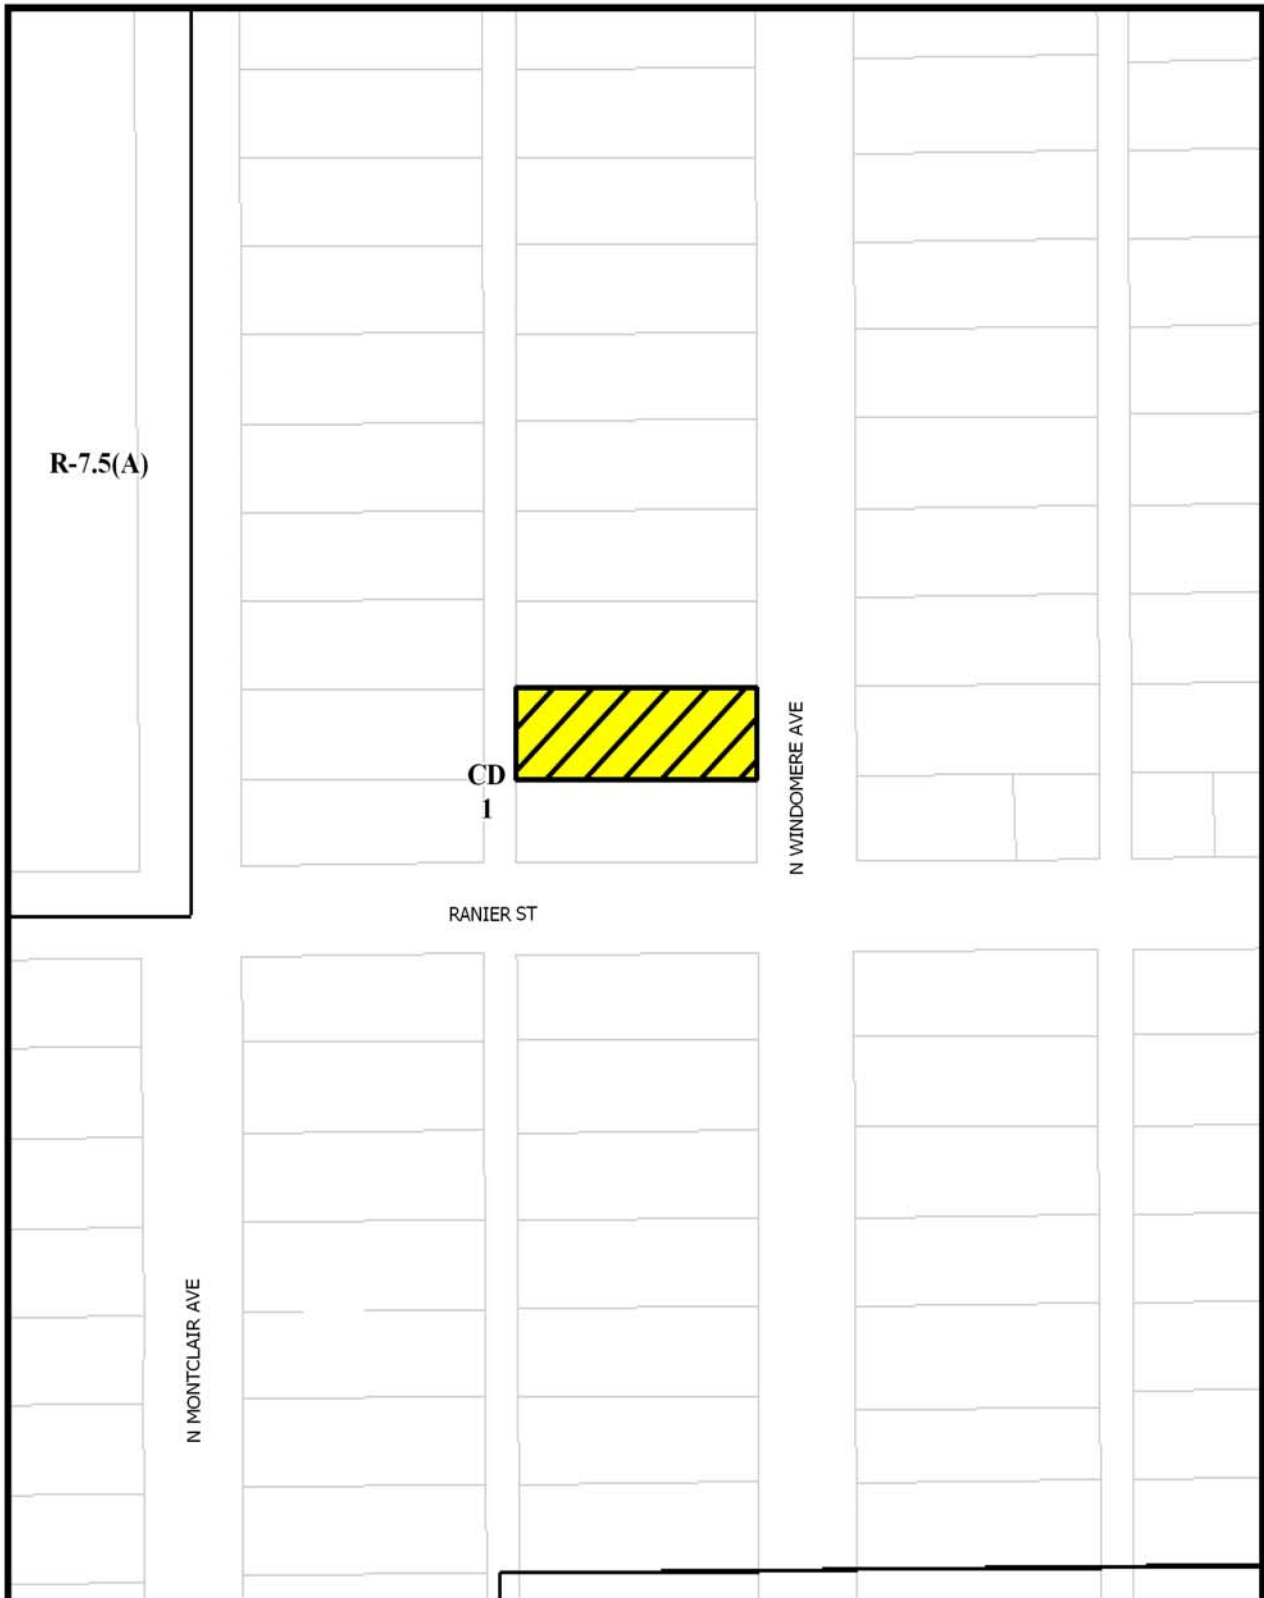 R-7.5(A)
CD
1
N WINDOMERE AVE
RANIER ST
N MONTCLAIR AVE